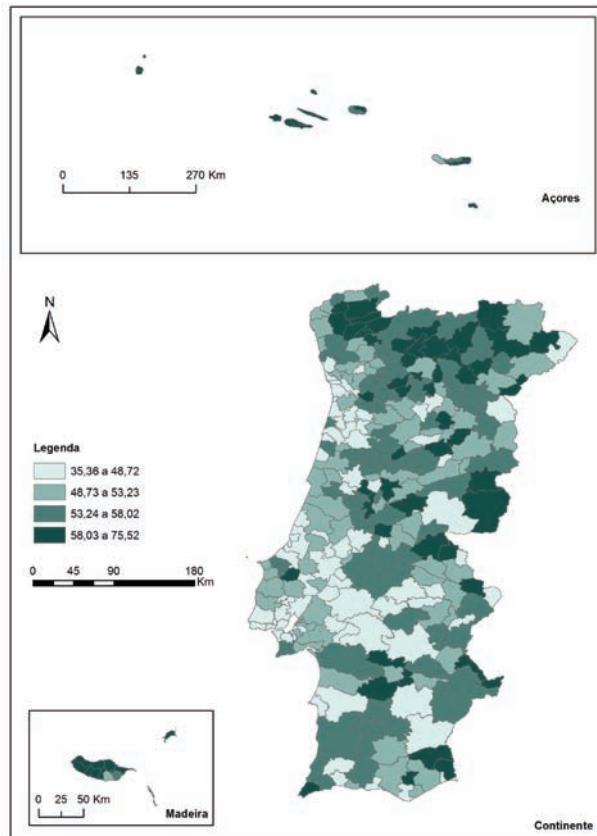 0 135 270 Km
Açores
N
Legenda
35,36 a 48,72
48,73 a 53,23
53,24 a 58,02
58,03 a 75,52
0 45 90 180
Km
0 25 50 Km
Madeira
Continente